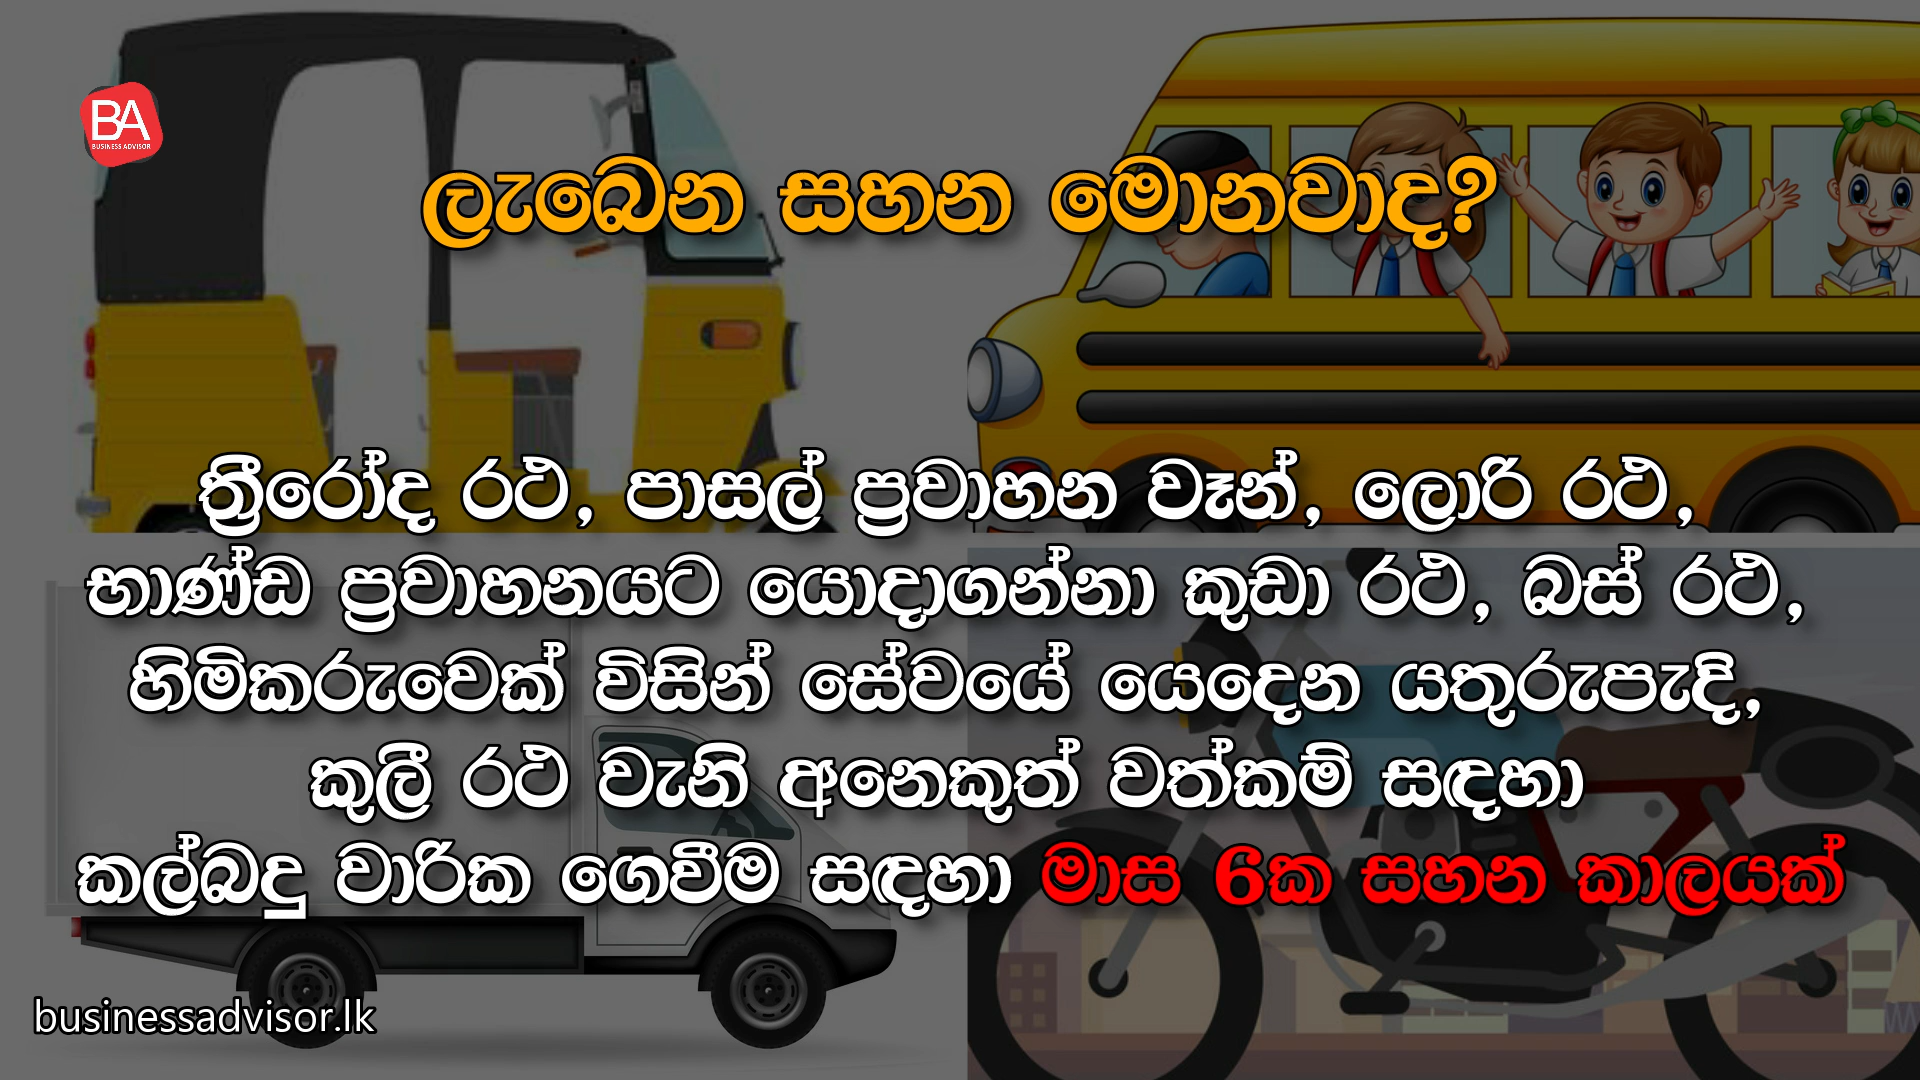 BA
BUSINESS ADVISOR
ලැබෙන සහන මොනවාද?
ත්‍රීරෝද රථ, පාසල් ප්‍රවාහන වෑන්, ලොරි රථ,
භාණ්ඩ ප්‍රවාහනයට යොදාගන්නා කුඩා රථ, බස් රථ,
හිමිකරුවෙක් විසින් සේවයේ යෙදෙන යතුරුපැදි,
කුලී රථ වැනි අනෙකුත් වත්කම් සඳහා
කල්බදු වාරික ගෙවීම සඳහා මාස 6ක සහන කාලයක්
businessadvisor.lk